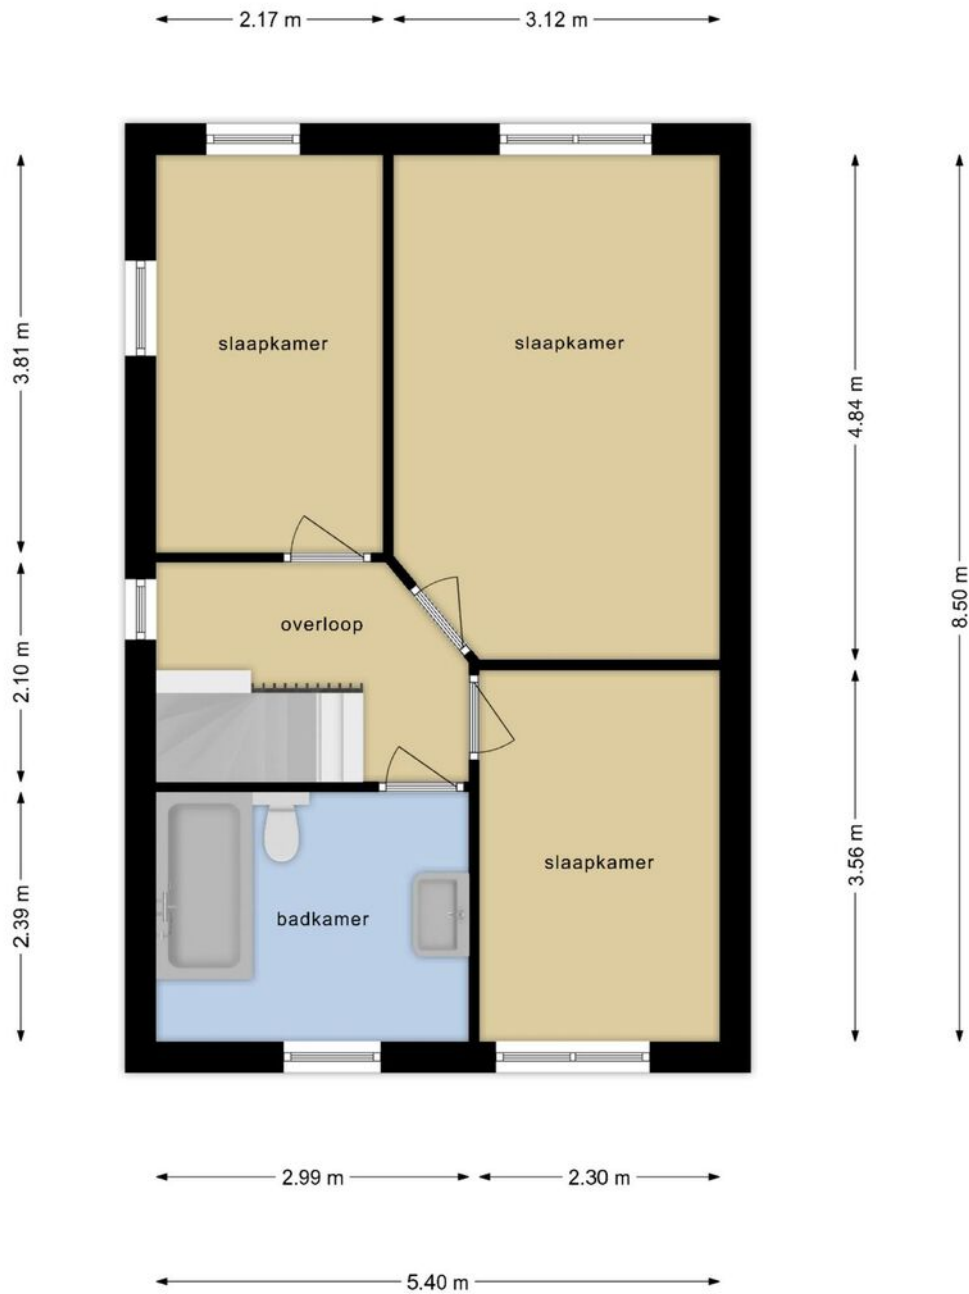 2.17 m
3.12 m
3.81 m
2.10 m
2.39 m
slaapkamer
slaapkamer
overloop
slaapkamer
badkamer
4.84 m
3.56 m
8.50 m
2.99 m
2.30 m
5.40 m